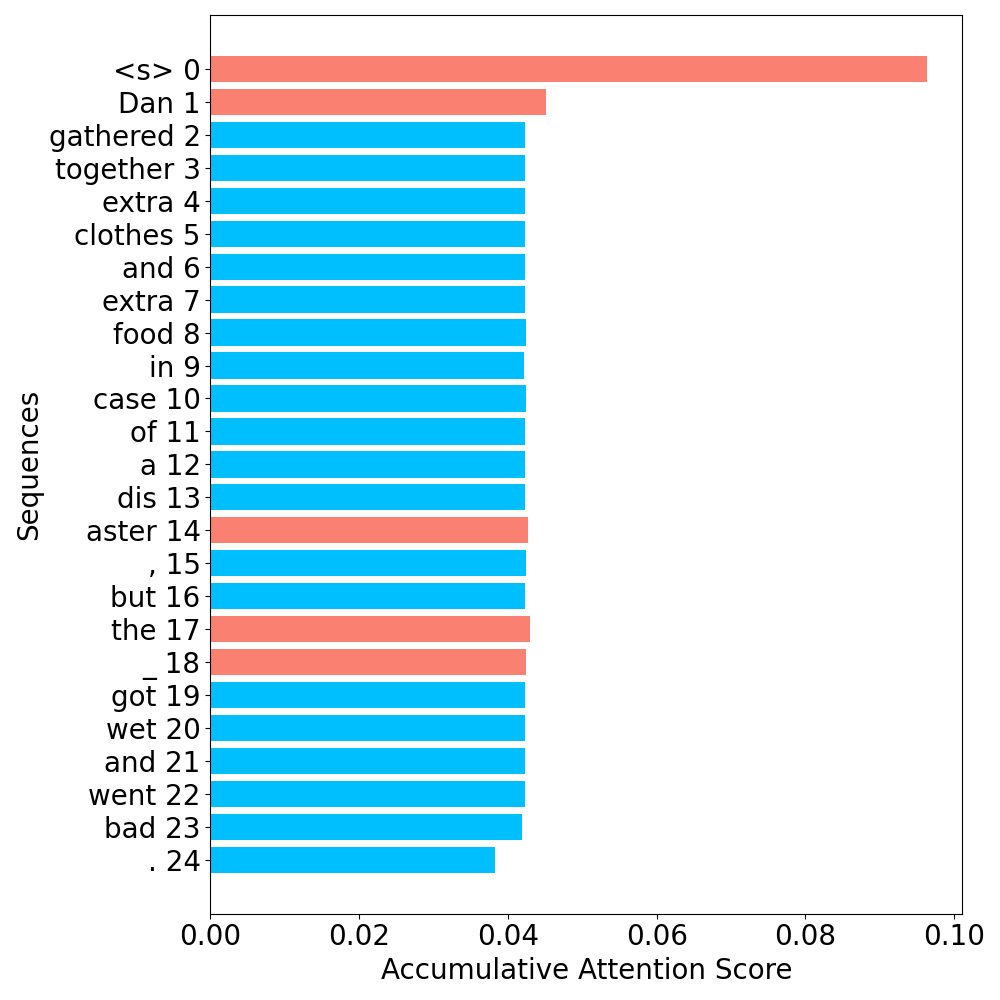 <s> 0
Dan 1
gathered 2
together 3
extra 4
clothes 5
and 6
extra 7
food 8
in 9
case 10
of 11
a 12
dis 13
aster 14
, 15
but 16
the 17
_ 18
got 19
wet 20
and 21
went 22
bad 23
. 24
Sequences
0.00 0.02 0.04 0.06 0.08 0.10
Accumulative Attention Score